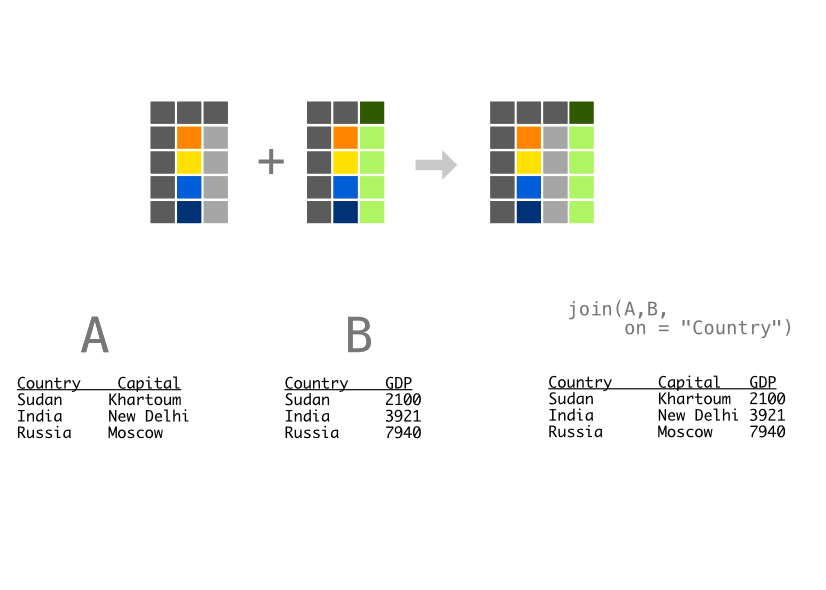 +
A
Country Capital
Sudan Khartoum
India New Delhi
Russia Moscow
B
Country GDP
Sudan 2100
India 3921
Russia 7940
join(A,B,
on = "Country")
Country Capital GDP
Sudan Khartoum 2100
India New Delhi 3921
Russia Moscow 7940